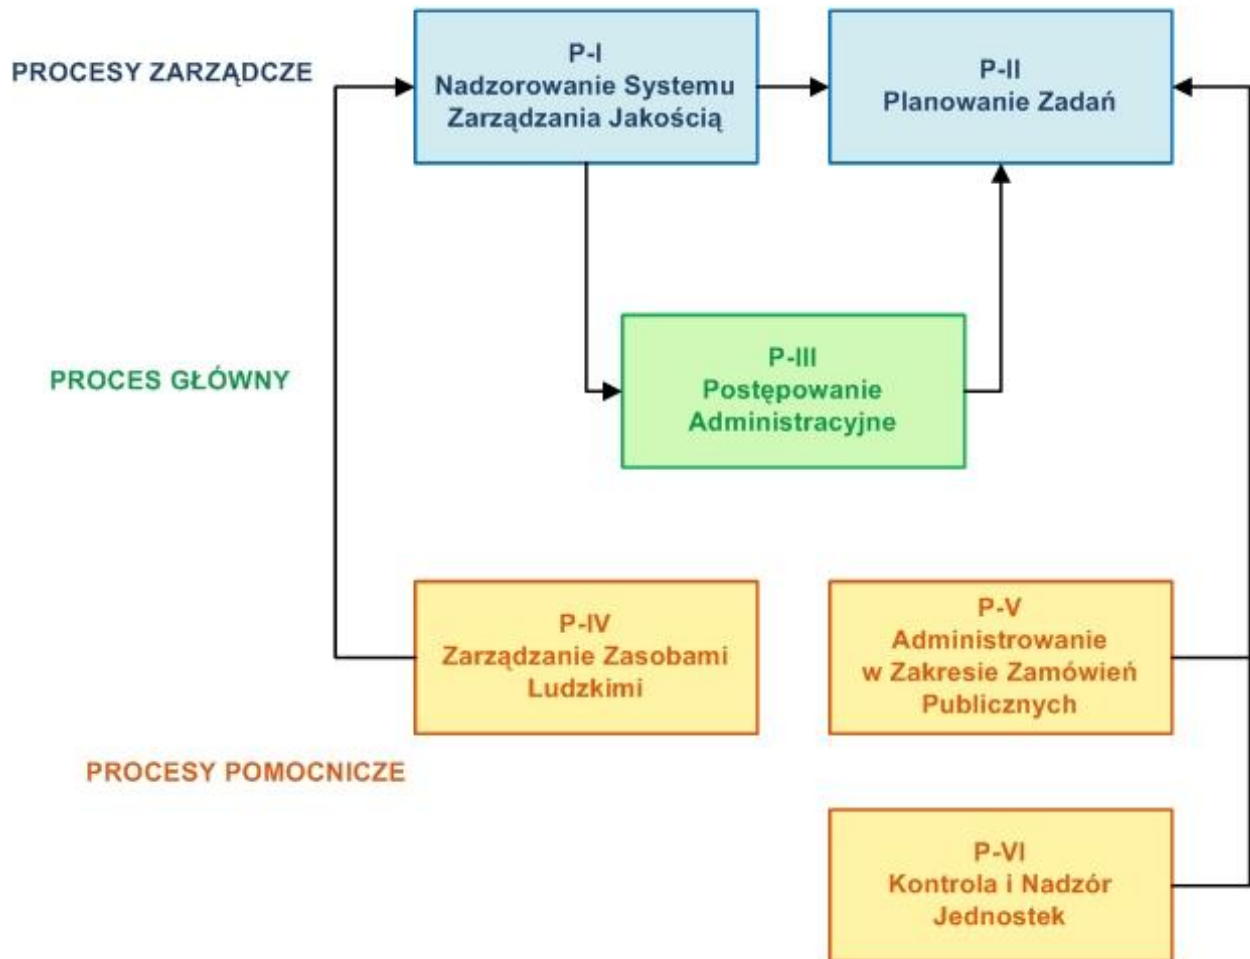 PROCESY ZARZĄDCZE
P-I
Nadzorowanie Systemu
Zarządzania Jakością
P-II
Planowanie Zadań
PROCES GŁÓWNY
P-III
Postępowanie
Administracyjne
P-IV
Zarządzanie Zasobami
Ludzkimi
P-V
Administrowanie
w Zakresie Zamówień
Publicznych
PROCESY POMOCNICZE
P-VI
Kontrola i Nadzór
Jednostek